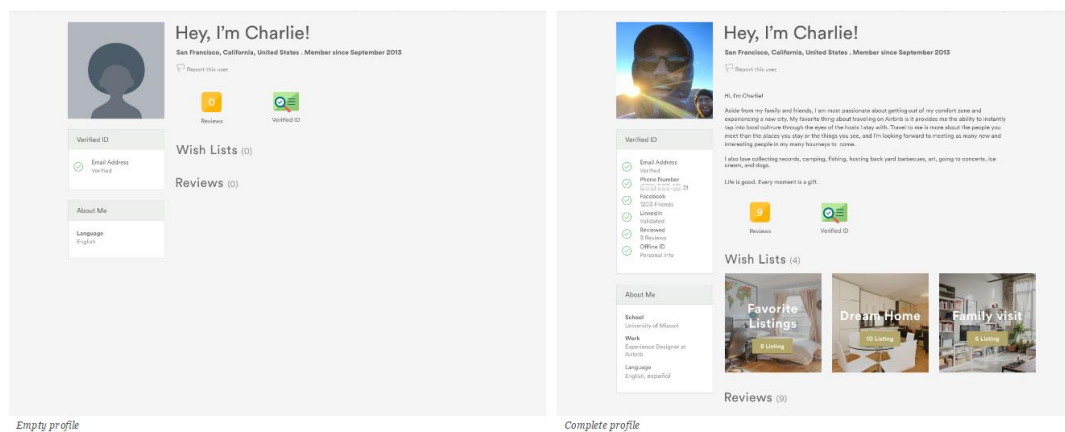 Hey, I'm Charlie!
San Francisco, California, United States . Member since September 2013
Report this user
0
Reviews
Verified ID
Verified ID
Email Address
Verified
Wish Lists (0)
Reviews (0)
About Me
Language
English
Empty profile
Hey, I'm Charlie!
San Francisco, California, United States . Member since September 2013
Report this user
Hi, I'm Charlie!
Aside from my family and friends, I am most passionate about getting out of my comfort zone and
experiencing a new city. My favorite thing about traveling on Airbnb is it provides me the ability to instantly
tap into local cultrure through the eyes of the hosts I stay with. Travel to see is more about the people you
meet than the places you stay or the things you see, and I'm looking forward to meeting as many new and
interesting people in my many hourneys to come.
I also love collecting records, camping, fishing, hosting back yard barbecues, art, going to concerts, ice
cream, and dogs.
Life is good. Every moment is a gift.
9
Reviews
Verified ID
Verified ID
Email Address
Verified
Phone Number
21
Facebook
1203 Friends
LinkedIn
Validated
Reviewed
9 Reviews
Offline ID
Personal Info
Wish Lists (4)
Favorite
Listings
8 Listing
Dream Home
10 Listing
Family visit
6 Listing
About Me
School
University of Missori
Work
Experience Designer at
Airbnb
Language
English, español
Reviews (9)
Complete profile